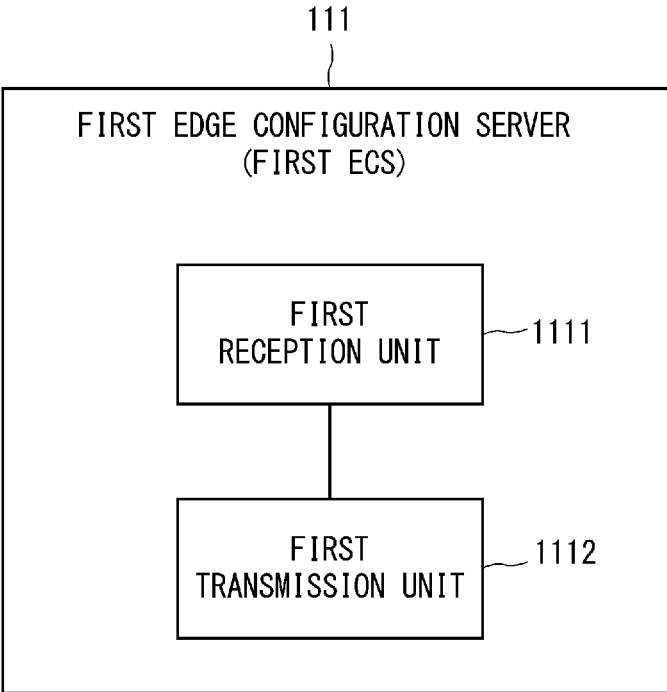 111
FIRST EDGE CONFIGURATION SERVER
(FIRST ECS)
FIRST
RECEPTION UNIT
1111
FIRST
TRANSMISSION UNIT
1112